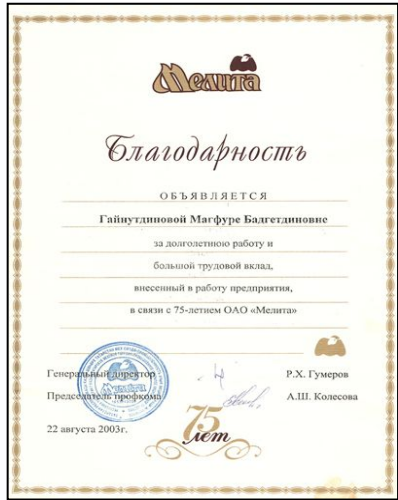 Мелита
Благодарность
ОБЪЯВЛЯЕТСЯ
Гайнутдиновой Магфуре Бадгетдиновне
за долголетнюю работу и
большой трудовой вклад,
внесенный в работу предприятия,
в связи с 75-летием ОАО «Мелита»
Генеральный директор Р.Х. Гумеров
Председатель профкома А.Ш. Колесова
22 августа 2003г.
75 лет